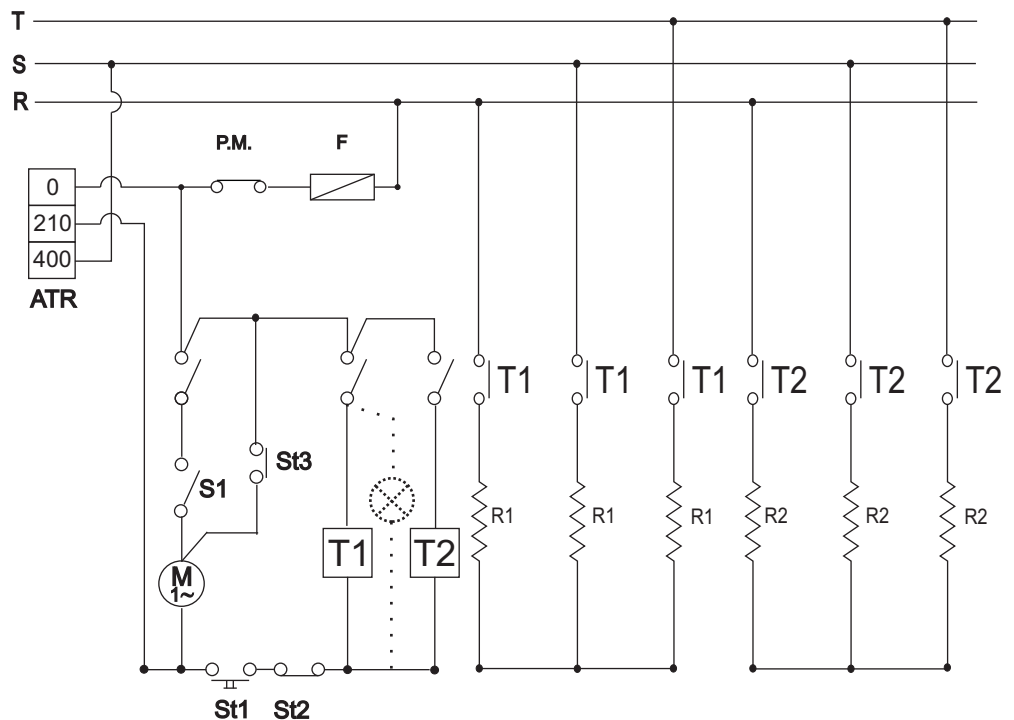 T
S
R
P.M. F
0
210
400
ATR
T1 T1 T1 T2 T2 T2
St3
S1
R1 R1 R1 R2 R2 R2
T1 T2
M
1~
St1 St2